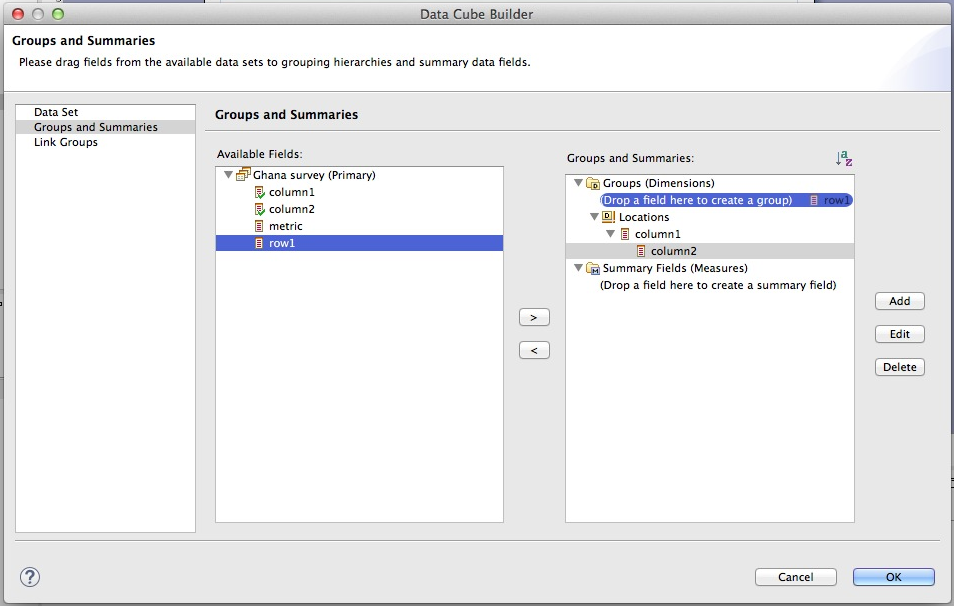 Data Cube Builder
Groups and Summaries
Please drag fields from the available data sets to grouping hierarchies and summary data fields.
Data Set
Groups and Summaries
Link Groups
Groups and Summaries
Available Fields:
Ghana survey (Primary)
column1
column2
metric
row1
>
<
Groups and Summaries:
Groups (Dimensions)
(Drop a field here to create a group) row1
Locations
column1
column2
Summary Fields (Measures)
(Drop a field here to create a summary field)
Add
Edit
Delete
?
Cancel
OK